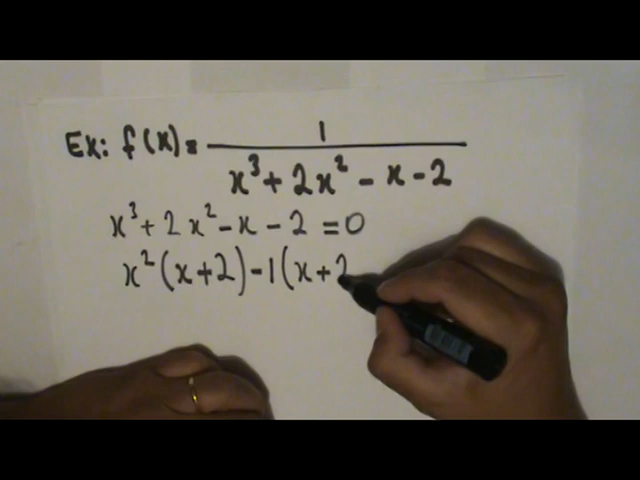 Ex: f(x) = 1 / x³ + 2x² - x - 2
x³ + 2x² - x - 2 = 0
x² (x + 2) - 1 (x + 2